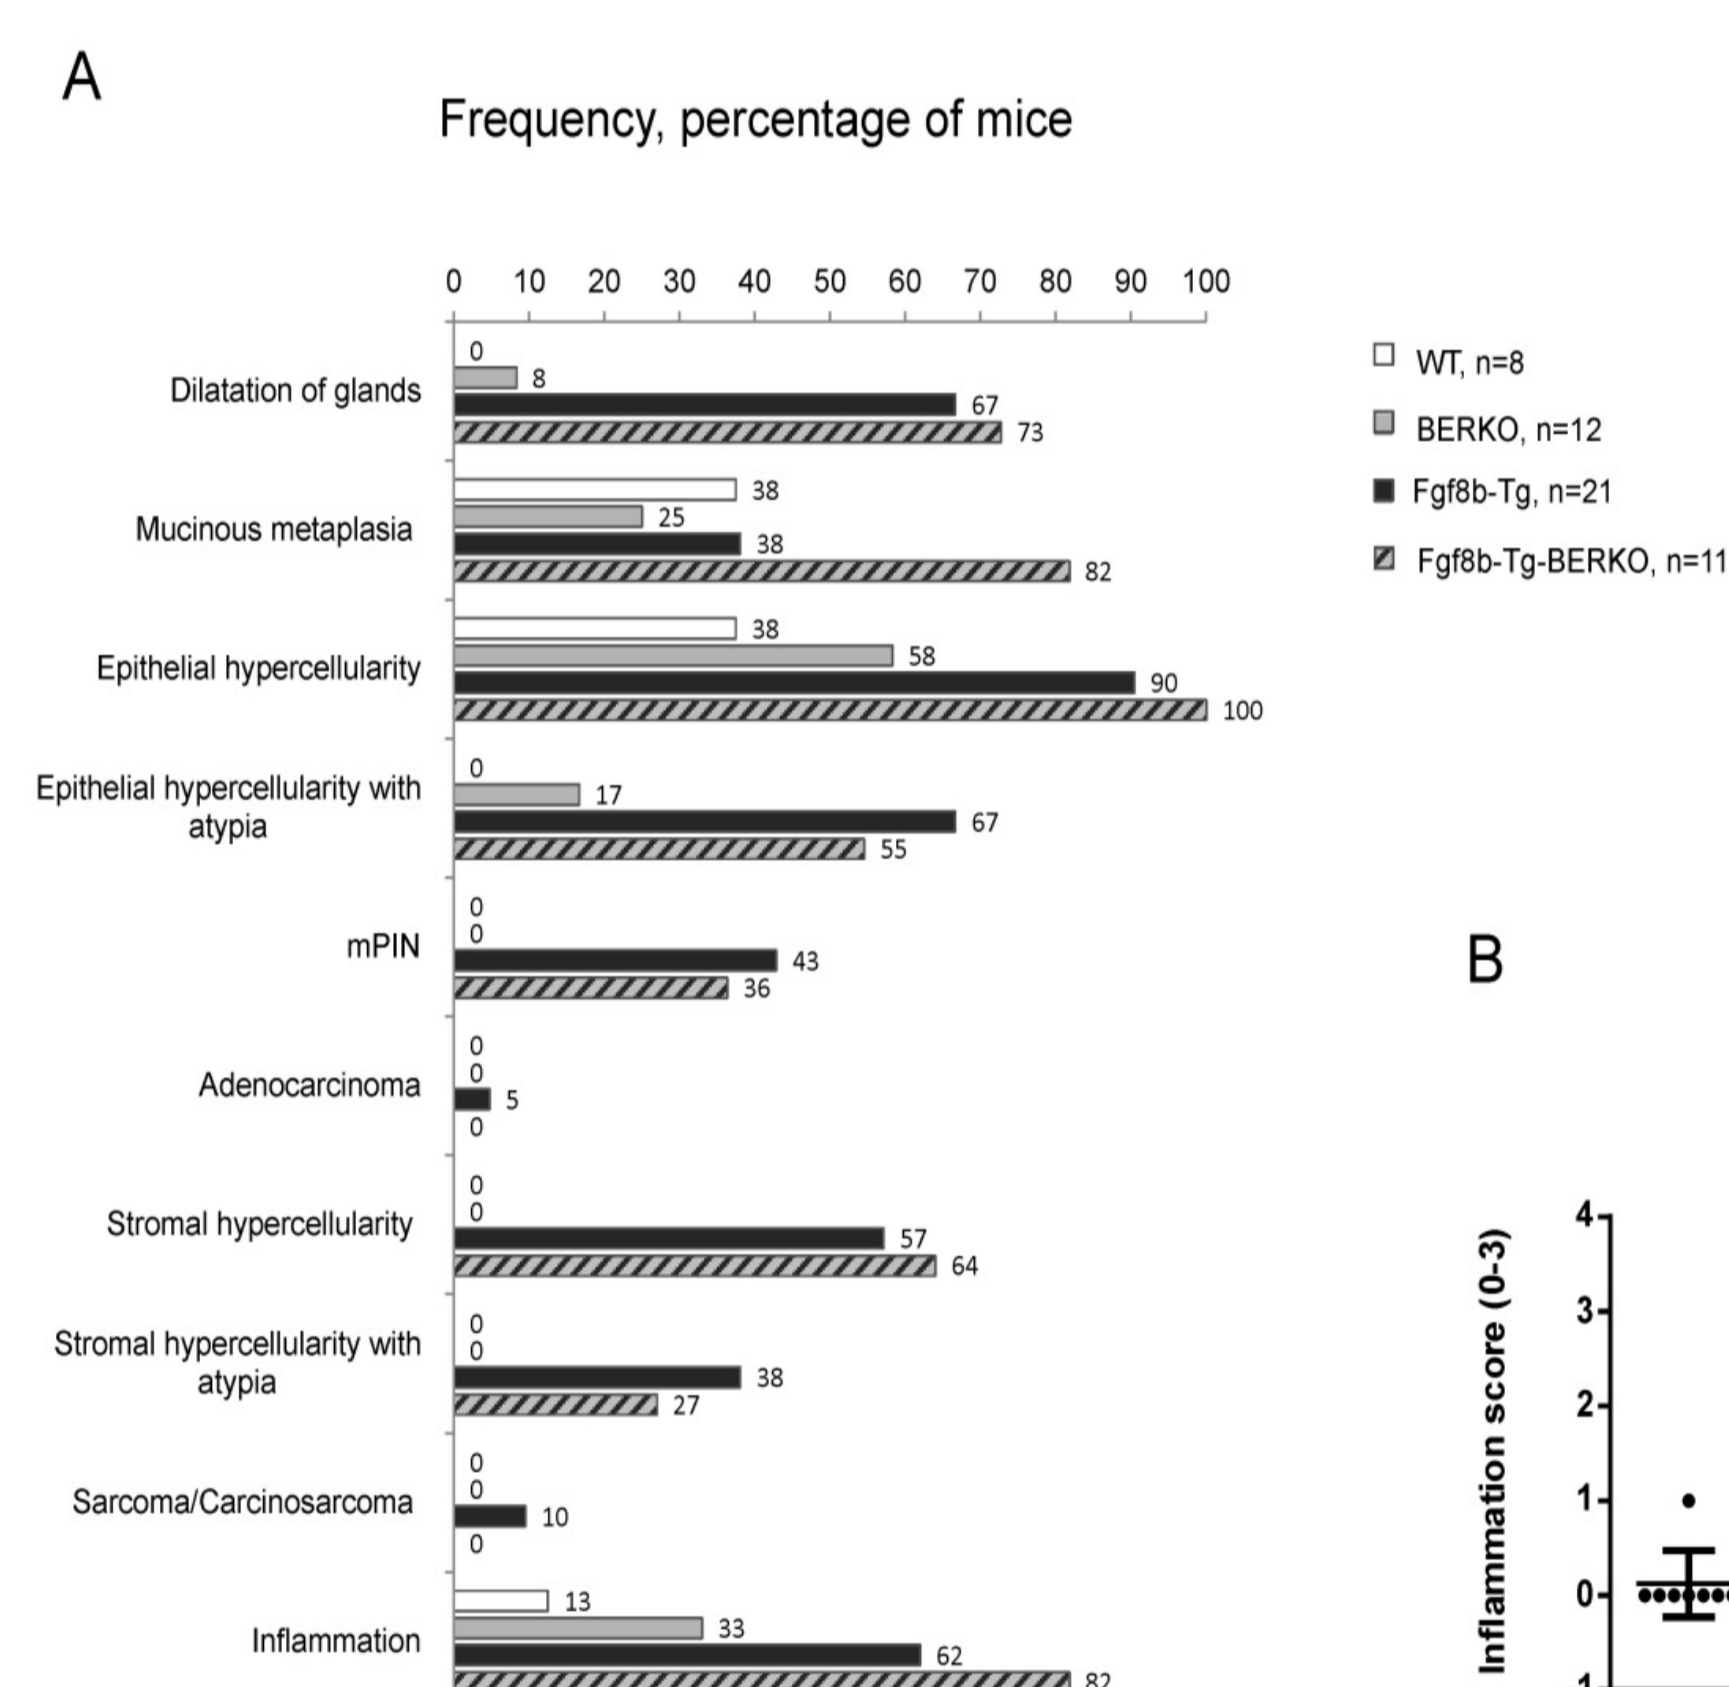 A
Frequency, percentage of mice
0 10 20 30 40 50 60 70 80 90 100
Dilatation of glands
0
8
67
73
Mucinous metaplasia
38
25
38
82
Epithelial hypercellularity
38
58
90
100
Epithelial hypercellularity with
atypia
0
17
67
55
mPIN
0
0
43
36
Adenocarcinoma
0
0
5
0
Stromal hypercellularity
0
0
57
64
Stromal hypercellularity with
atypia
0
0
38
27
Sarcoma/Carcinosarcoma
0
0
10
0
Inflammation
13
33
62
82
WT, n=8
BERKO, n=12
Fgf8b-Tg, n=21
Fgf8b-Tg-BERKO, n=11
B
Inflammation score (0-3)
4
3
2
1
0